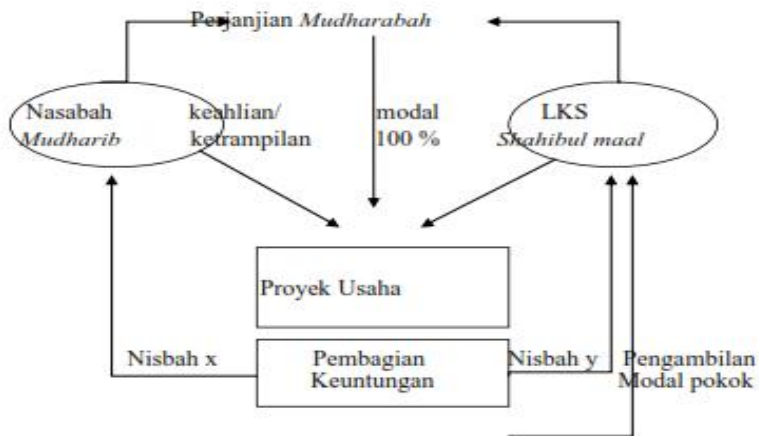 Perjanjian Mudharabah
Nasabah keahlian/ modal LKS
Mudharib ketrampilan 100 % Shahibul maal
Proyek Usaha
Nisbah x Pembagian Nisbah y Pengambilan
Keuntungan Modal pokok